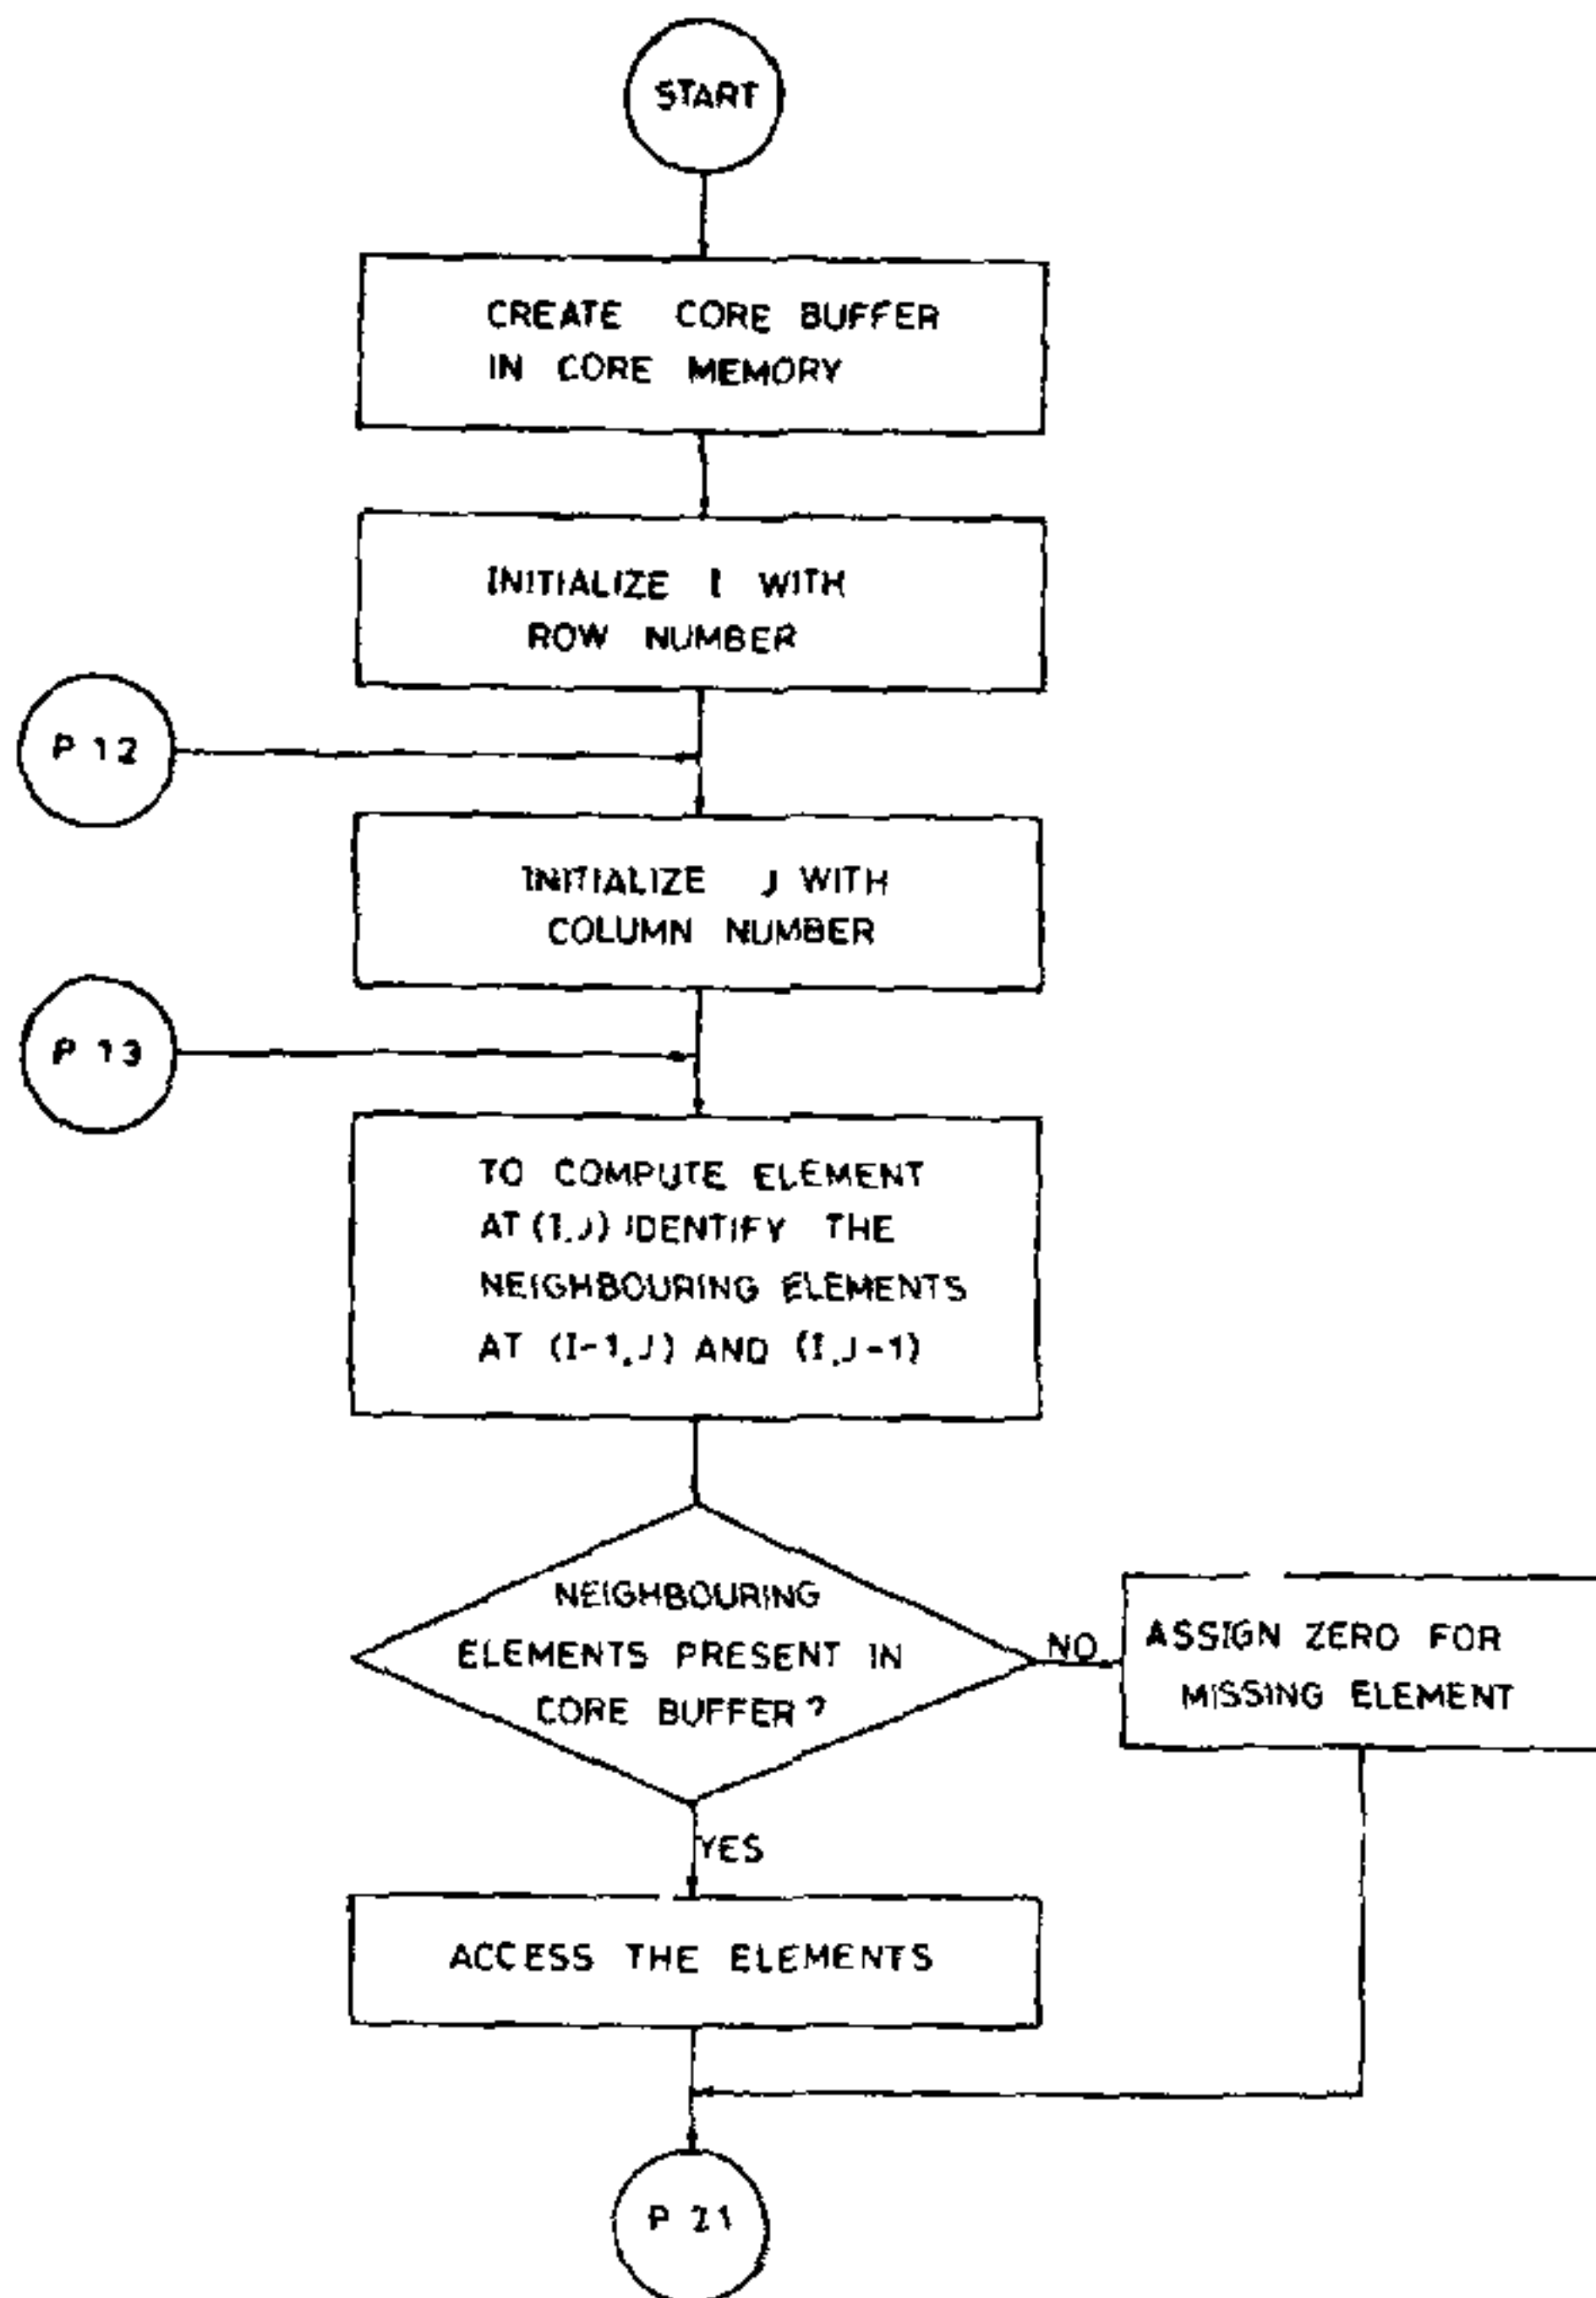 START
CREATE CORE BUFFER
IN CORE MEMORY
INITIALIZE I WITH
ROW NUMBER
P 12
INITIALIZE J WITH
COLUMN NUMBER
P 13
TO COMPUTE ELEMENT
AT (I,J) IDENTIFY THE
NEIGHBOURING ELEMENTS
AT (I-1,J) AND (I,J-1)
NEIGHBOURING
ELEMENTS PRESENT IN
CORE BUFFER?
NO
ASSIGN ZERO FOR
MISSING ELEMENT
YES
ACCESS THE ELEMENTS
P 21